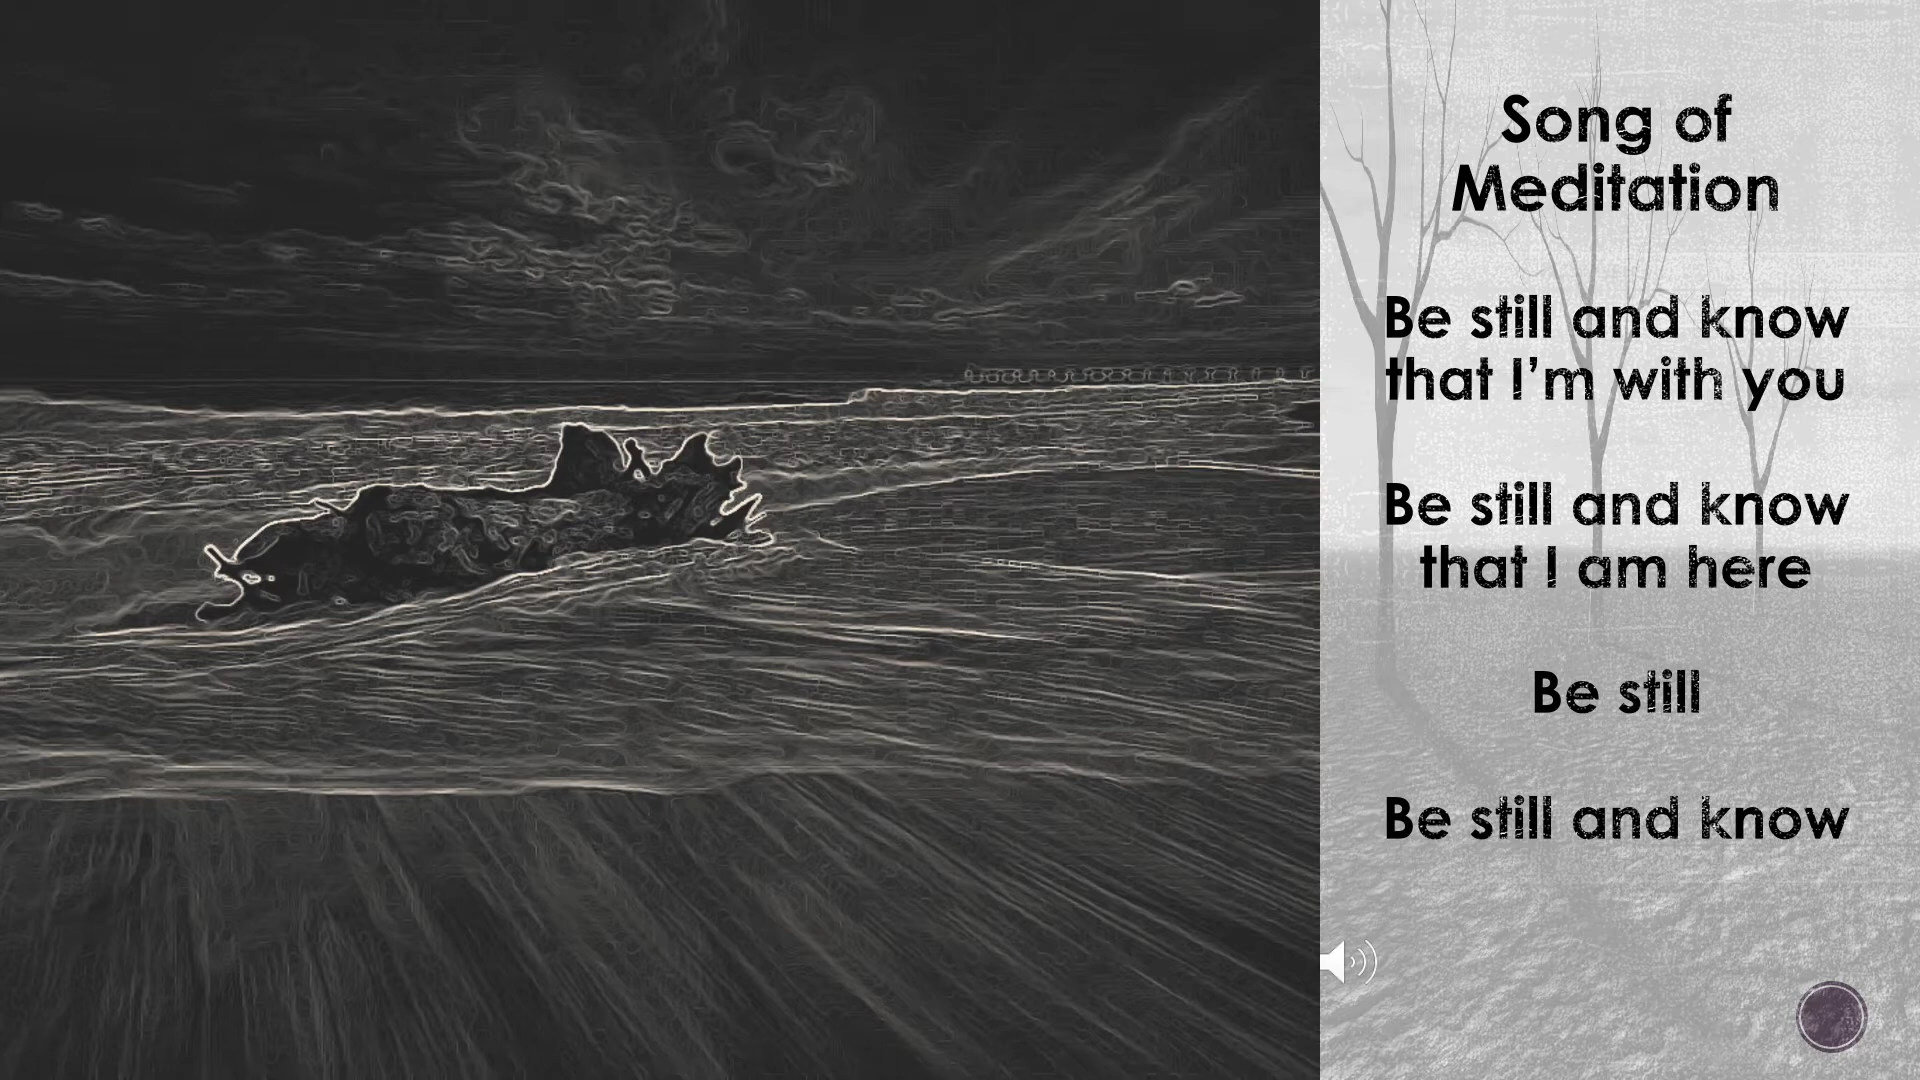 Song of
Meditation
Be still and know
that I’m with you
Be still and know
that I am here
Be still
Be still and know